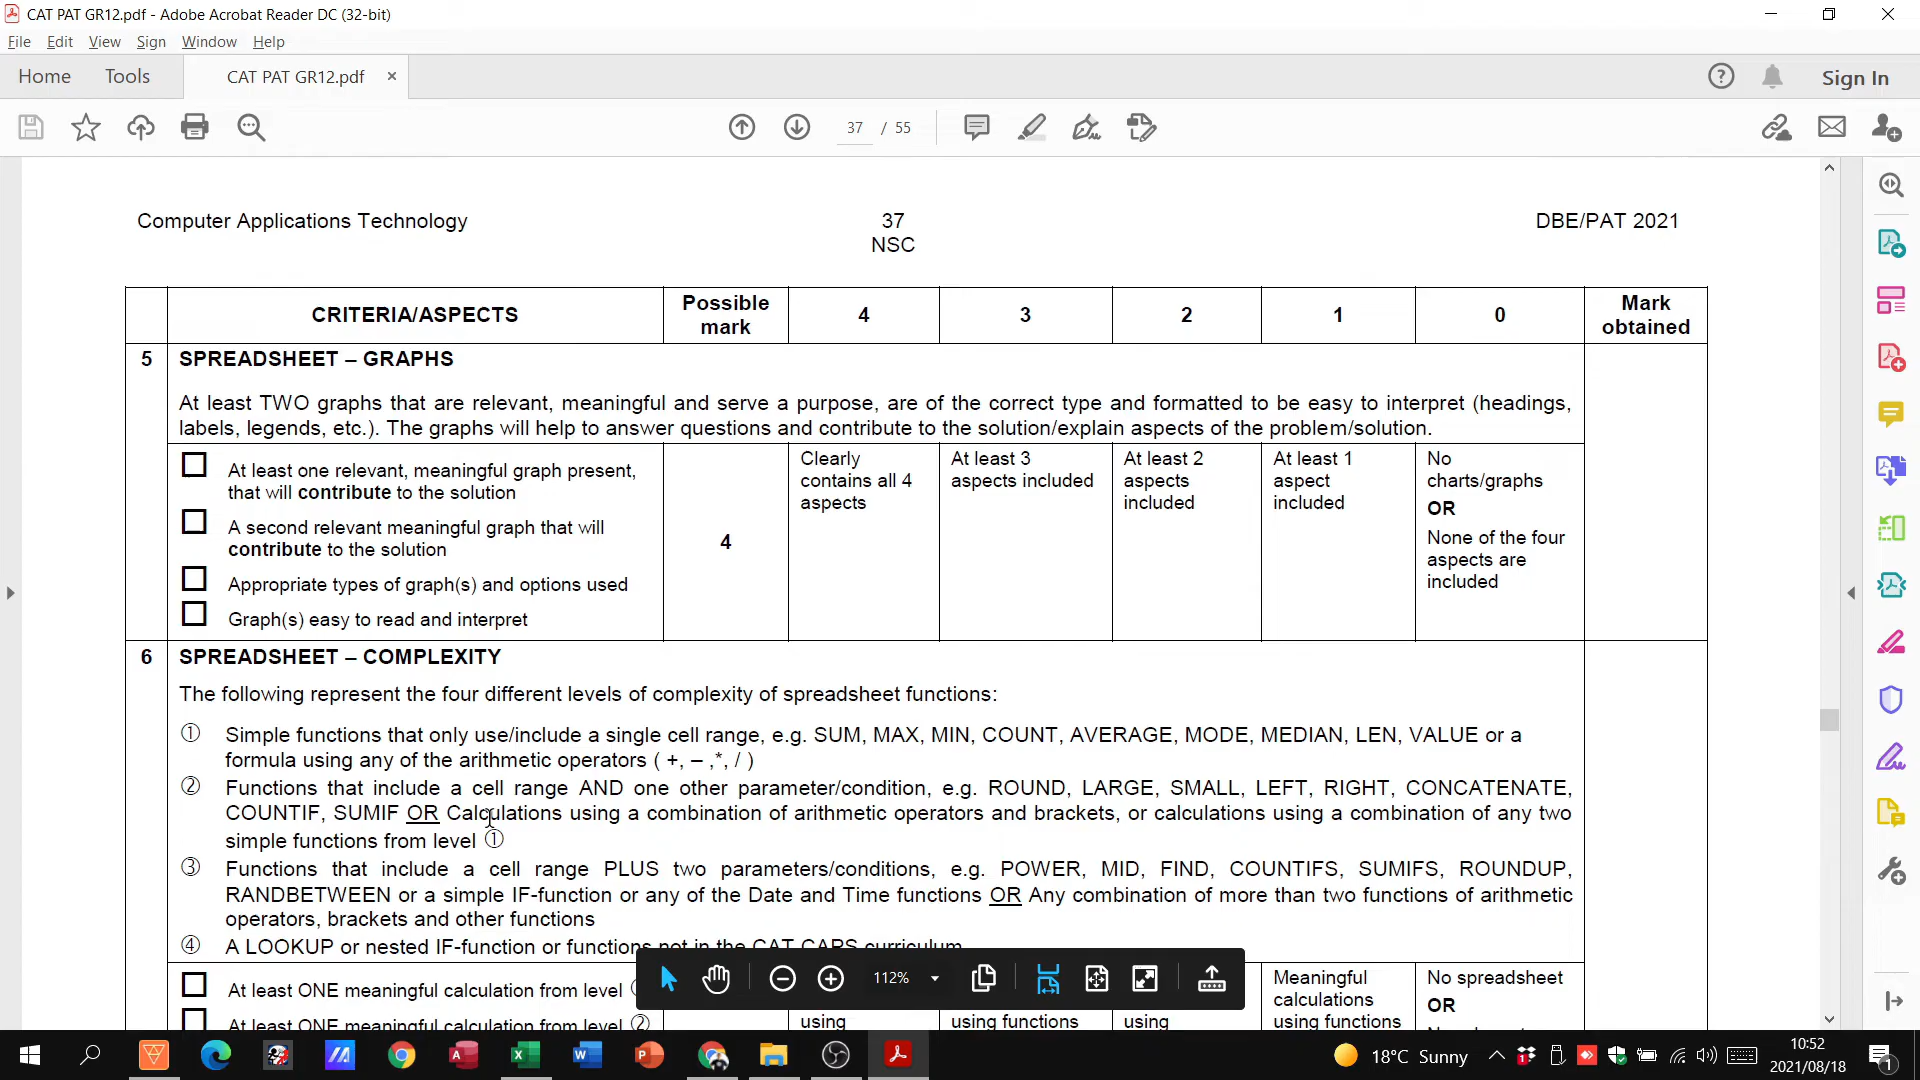 CAT PAT GR12.pdf - Adobe Acrobat Reader DC (32-bit)
File Edit View Sign Window Help
Home Tools CAT PAT GR12.pdf × Sign In
37 / 55
Computer Applications Technology 37 DBE/PAT 2021
NSC
CRITERIA/ASPECTS Possible mark 4 3 2 1 0 Mark obtained
5 SPREADSHEET – GRAPHS
At least TWO graphs that are relevant, meaningful and serve a purpose, are of the correct type and formatted to be easy to interpret (headings,
labels, legends, etc.). The graphs will help to answer questions and contribute to the solution/explain aspects of the problem/solution.
At least one relevant, meaningful graph present,
that will contribute to the solution
A second relevant meaningful graph that will
contribute to the solution
Appropriate types of graph(s) and options used
Graph(s) easy to read and interpret
4
Clearly
contains all 4
aspects
At least 3
aspects included
At least 2
aspects
included
At least 1
aspect
included
No
charts/graphs
OR
None of the four
aspects are
included
6 SPREADSHEET – COMPLEXITY
The following represent the four different levels of complexity of spreadsheet functions:
① Simple functions that only use/include a single cell range, e.g. SUM, MAX, MIN, COUNT, AVERAGE, MODE, MEDIAN, LEN, VALUE or a
formula using any of the arithmetic operators ( +, – ,*, / )
② Functions that include a cell range AND one other parameter/condition, e.g. ROUND, LARGE, SMALL, LEFT, RIGHT, CONCATENATE,
COUNTIF, SUMIF OR Calculations using a combination of arithmetic operators and brackets, or calculations using a combination of any two
simple functions from level ①
③ Functions that include a cell range PLUS two parameters/conditions, e.g. POWER, MID, FIND, COUNTIFS, SUMIFS, ROUNDUP,
RANDBETWEEN or a simple IF-function or any of the Date and Time functions OR Any combination of more than two functions of arithmetic
operators, brackets and other functions
④ A LOOKUP or nested IF-function or functions not in the CAT CAPS curriculum
At least ONE meaningful calculation from level
At least ONE meaningful calculation from level ②
using
using functions
using
Meaningful
calculations
using functions
No spreadsheet
OR
112%
18°C Sunny
10:52
2021/08/18
1